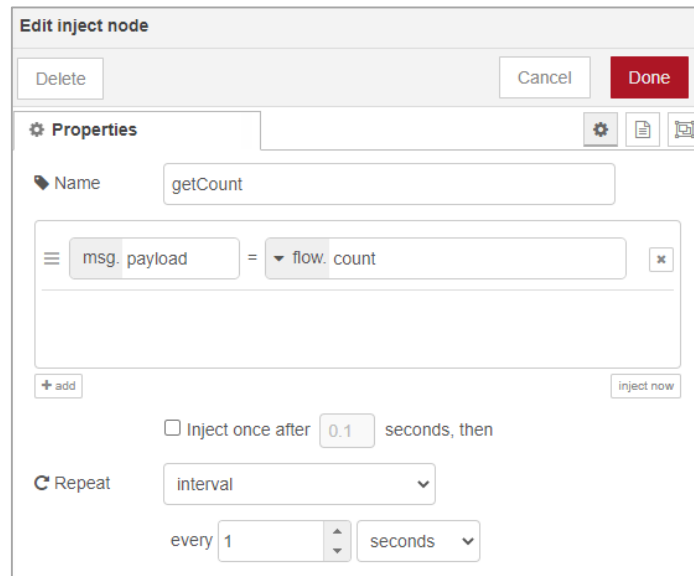 Edit inject node
Delete Cancel Done
Properties
Name getCount
msg. payload = flow. count
add inject now
Inject once after 0.1 seconds, then
Repeat interval
every 1 seconds